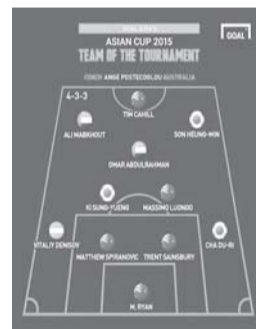 GOAL
ASIAN CUP 2015
TEAM OF THE TOURNAMENT
COACH ANGE POSTECOGLOU AUSTRALIA
4-3-3
TIM CAHILL
ALI MABKHOUT
SON HEUNG-MIN
OMAR ABDULRAHMAN
KI SUNG-YUENG
MASSIMO LUONGO
VITALIY DENISOV
MATTHEW SPIRANOVIC
TRENT SAINSBURY
CHA DU-RI
M. RYAN